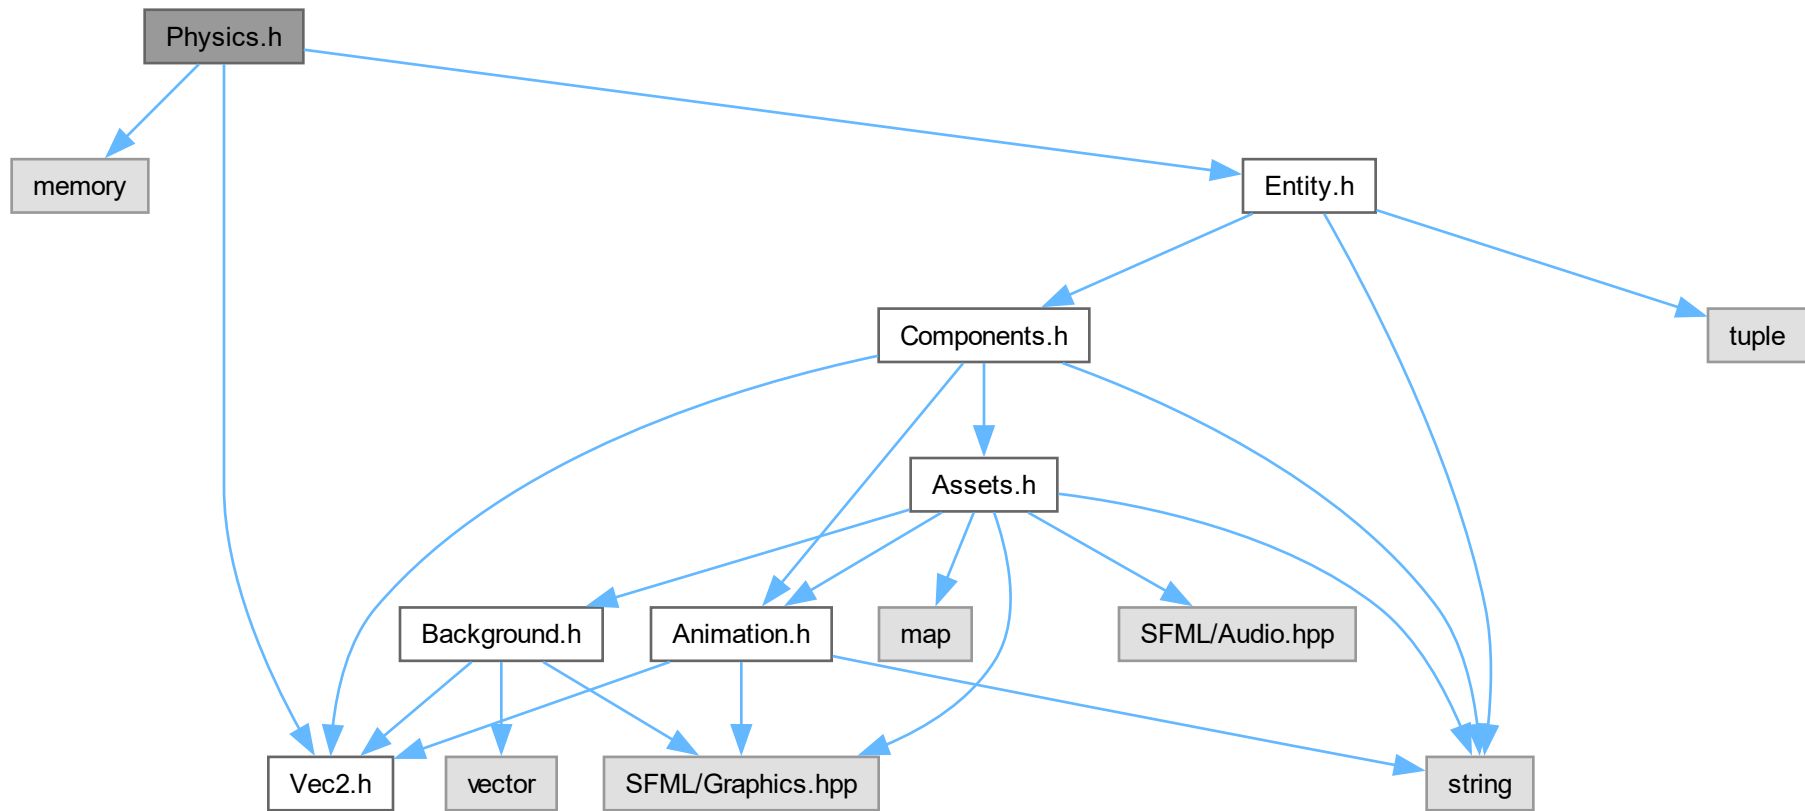 Physics.h
memory
Entity.h
Components.h
tuple
Assets.h
Background.h
Animation.h
map
SFML/Audio.hpp
Vec2.h
vector
SFML/Graphics.hpp
string